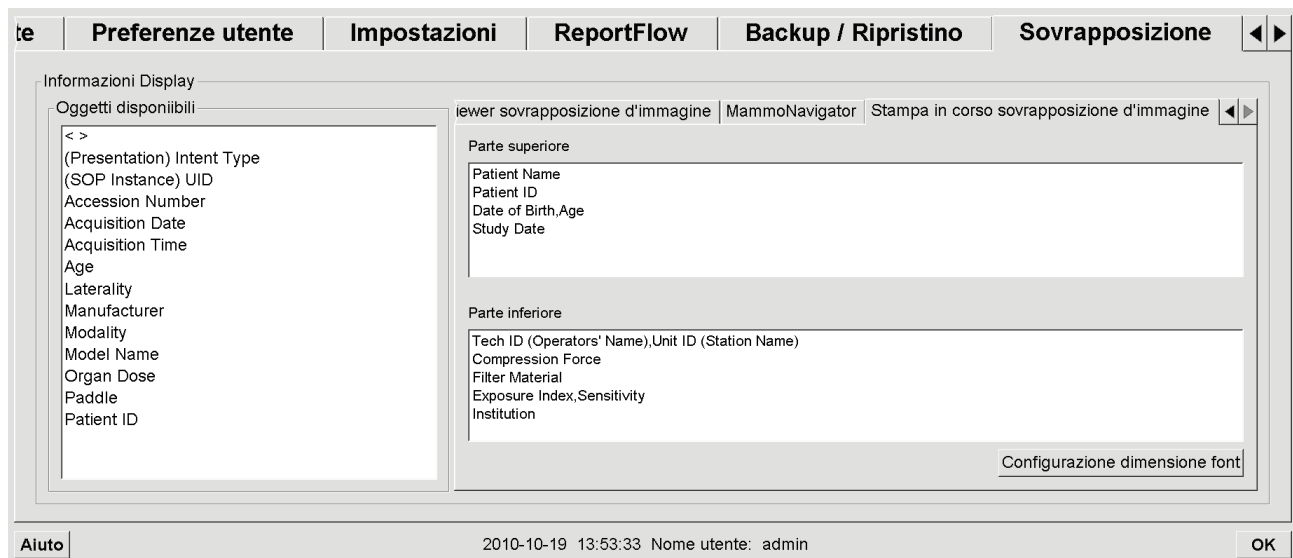 te Preferenze utente Impostazioni ReportFlow Backup / Ripristino Sovrapposizione
Informazioni Display
Oggetti disponiibili
< >
(Presentation) Intent Type
(SOP Instance) UID
Accession Number
Acquisition Date
Acquisition Time
Age
Laterality
Manufacturer
Modality
Model Name
Organ Dose
Paddle
Patient ID
iewer sovrapposizione d'immagine MammoNavigator Stampa in corso sovrapposizione d'immagine
Parte superiore
Patient Name
Patient ID
Date of Birth,Age
Study Date
Parte inferiore
Tech ID (Operators' Name),Unit ID (Station Name)
Compression Force
Filter Material
Exposure Index,Sensitivity
Institution
Configurazione dimensione font
Aiuto 2010-10-19 13:53:33 Nome utente: admin OK